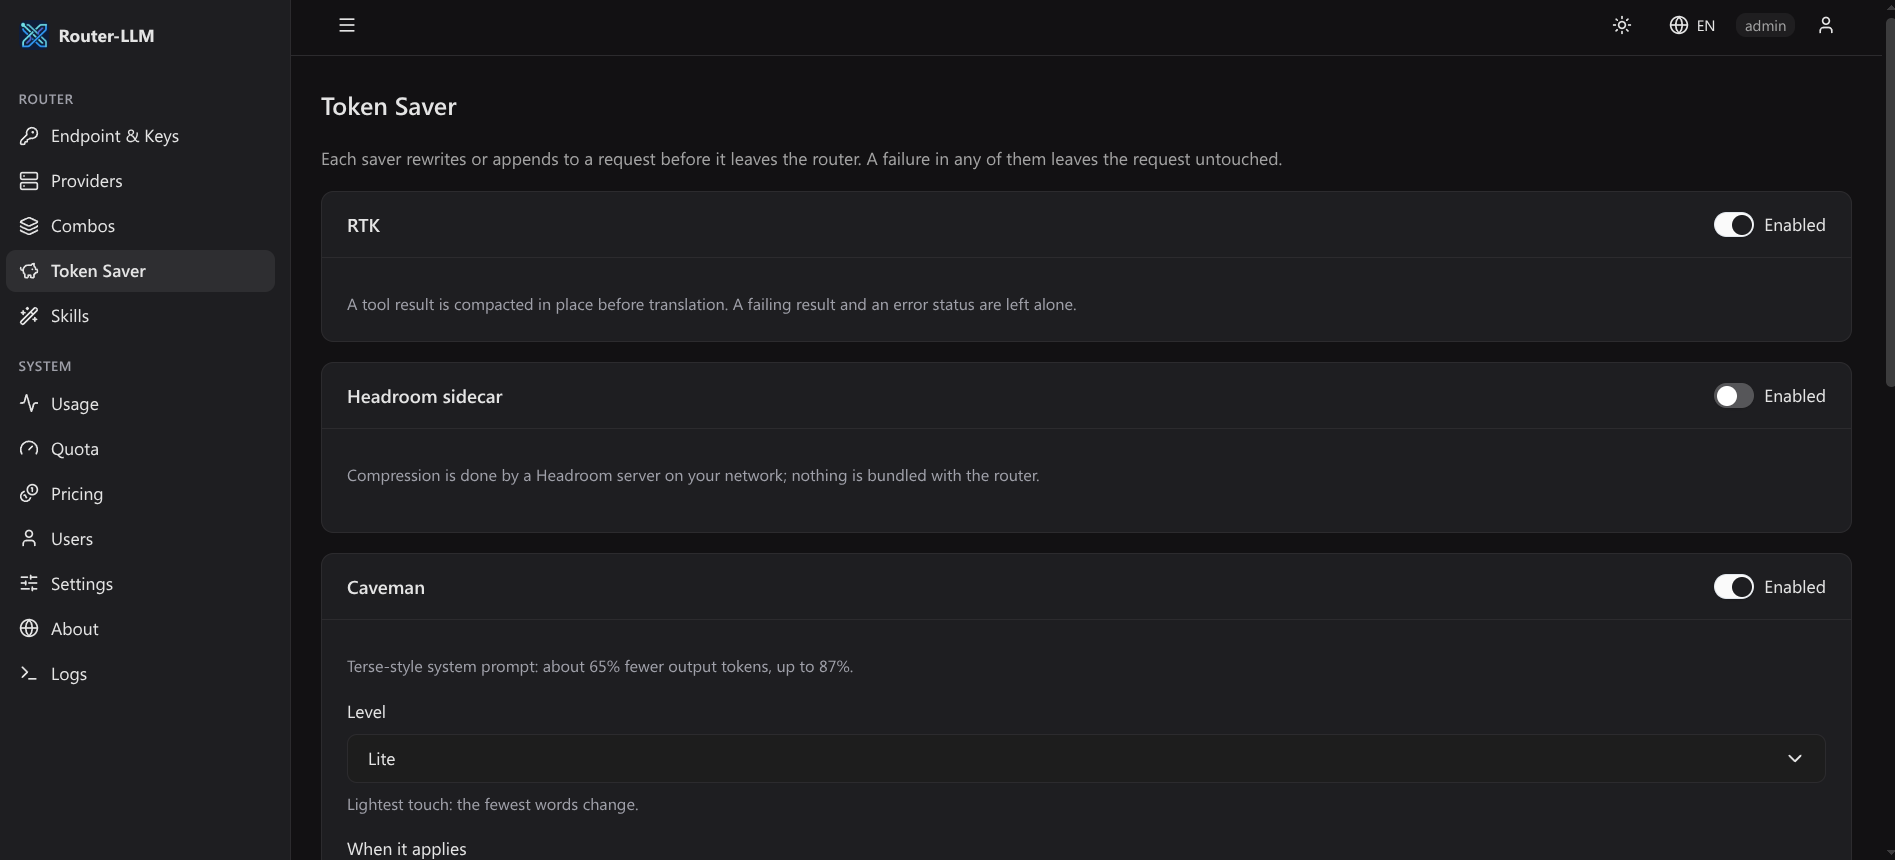 Router-LLM
EN
admin
ROUTER
Endpoint & Keys
Providers
Combos
Token Saver
Skills
SYSTEM
Usage
Quota
Pricing
Users
Settings
About
Logs
Token Saver
Each saver rewrites or appends to a request before it leaves the router. A failure in any of them leaves the request untouched.
RTK
Enabled
A tool result is compacted in place before translation. A failing result and an error status are left alone.
Headroom sidecar
Enabled
Compression is done by a Headroom server on your network; nothing is bundled with the router.
Caveman
Enabled
Terse-style system prompt: about 65% fewer output tokens, up to 87%.
Level
Lite
Lightest touch: the fewest words change.
When it applies